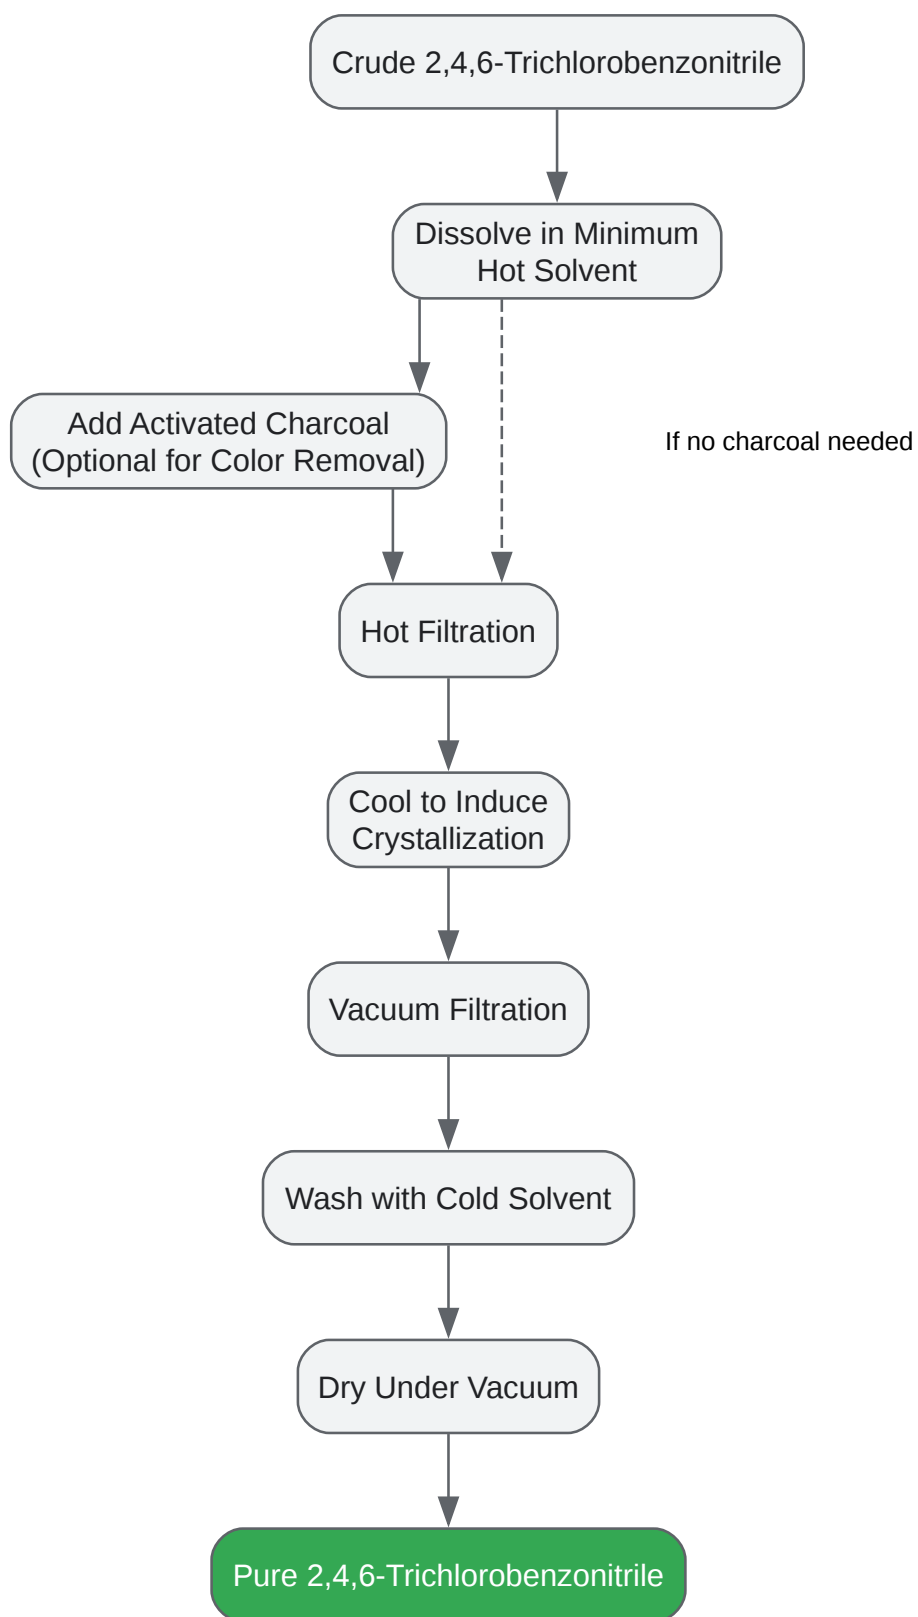 Crude 2,4,6-Trichlorobenzonitrile
Dissolve in Minimum
Hot Solvent
Add Activated Charcoal
(Optional for Color Removal)
If no charcoal needed
Hot Filtration
Cool to Induce
Crystallization
Vacuum Filtration
Wash with Cold Solvent
Dry Under Vacuum
Pure 2,4,6-Trichlorobenzonitrile